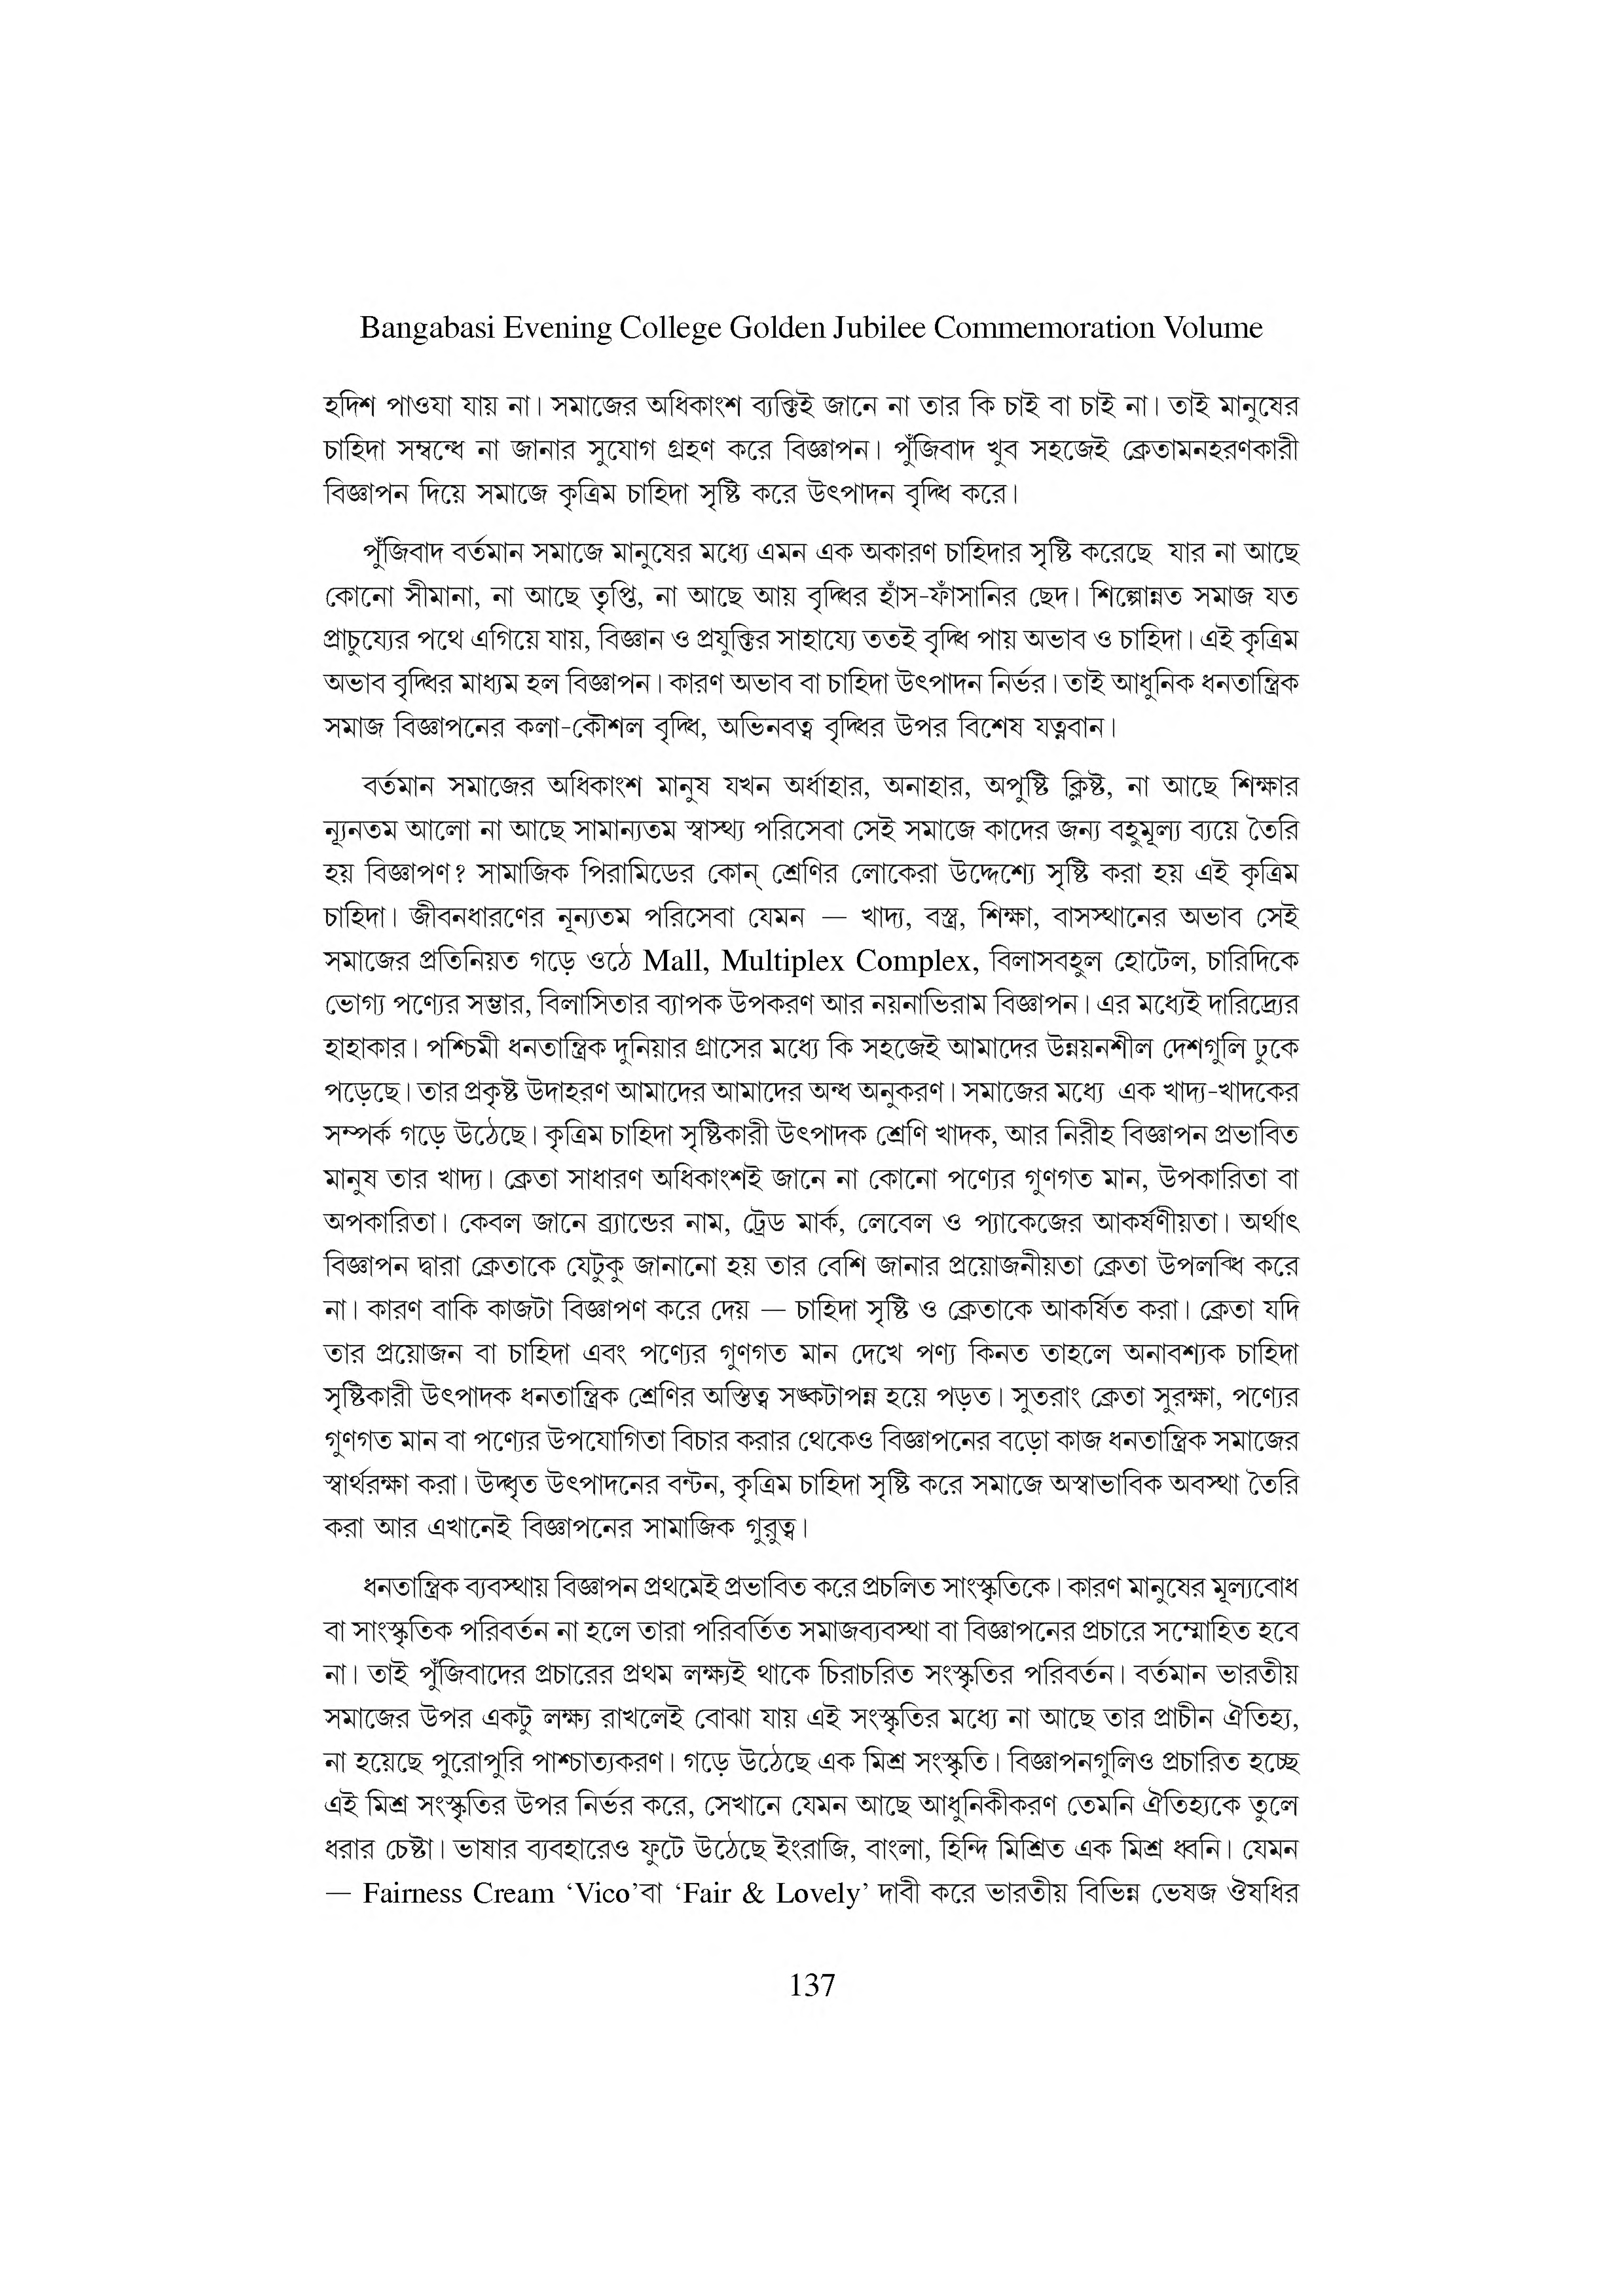 Bangabasi Evening College Golden Jubilee Commemoration Volume
হদিশ পাওযা যায় না। সমাজের অধিকাংশ ব্যক্তিই জানে না তার কি চাই বা চাই না। তাই মানুষের
চাহিদা সম্বন্ধে না জানার সুযোগ গ্রহণ করে বিজ্ঞাপন। পুঁজিবাদ খুব সহজেই ক্রেতামনহরণকারী
বিজ্ঞাপন দিয়ে সমাজে কৃত্রিম চাহিদা সৃষ্টি করে উৎপাদন বৃদ্ধি করে।
পুঁজিবাদ বর্তমান সমাজে মানুষের মধ্যে এমন এক অকারণ চাহিদার সৃষ্টি করেছে যার না আছে
কোনো সীমানা, না আছে তৃপ্তি, না আছে আয় বৃদ্ধির হাঁস-ফাঁসানির ছেদ। শিল্পোন্নত সমাজ যত
প্রাচুয্যের পথে এগিয়ে যায়, বিজ্ঞান ও প্রযুক্তির সাহায্যে ততই বৃদ্ধি পায় অভাব ও চাহিদা। এই কৃত্রিম
অভাব বৃদ্ধির মাধ্যম হল বিজ্ঞাপন। কারণ অভাব বা চাহিদা উৎপাদন নির্ভর। তাই আধুনিক ধনতান্ত্রিক
সমাজ বিজ্ঞাপনের কলা-কৌশল বৃদ্ধি, অভিনবত্ব বৃদ্ধির উপর বিশেষ যত্নবান।
বর্তমান সমাজের অধিকাংশ মানুষ যখন অর্ধাহার, অনাহার, অপুষ্টি ক্লিষ্ট, না আছে শিক্ষার
ন্যূনতম আলো না আছে সামান্যতম স্বাস্থ্য পরিসেবা সেই সমাজে কাদের জন্য বহুমূল্য ব্যয়ে তৈরি
হয় বিজ্ঞাপণ? সামাজিক পিরামিডের কোন্ শ্রেণির লোকেরা উদ্দেশ্যে সৃষ্টি করা হয় এই কৃত্রিম
চাহিদা। জীবনধারণের নূন্যতম পরিসেবা যেমন — খাদ্য, বস্ত্র, শিক্ষা, বাসস্থানের অভাব সেই
সমাজের প্রতিনিয়ত গড়ে ওঠে Mall, Multiplex Complex, বিলাসবহুল হোটেল, চারিদিকে
ভোগ্য পণ্যের সম্ভার, বিলাসিতার ব্যাপক উপকরণ আর নয়নাভিরাম বিজ্ঞাপন। এর মধ্যেই দারিদ্র্যের
হাহাকার। পশ্চিমী ধনতান্ত্রিক দুনিয়ার গ্রাসের মধ্যে কি সহজেই আমাদের উন্নয়নশীল দেশগুলি ঢুকে
পড়েছে। তার প্রকৃষ্ট উদাহরণ আমাদের আমাদের অন্ধ অনুকরণ। সমাজের মধ্যে এক খাদ্য-খাদকের
সম্পর্ক গড়ে উঠেছে। কৃত্রিম চাহিদা সৃষ্টিকারী উৎপাদক শ্রেণি খাদক, আর নিরীহ বিজ্ঞাপন প্রভাবিত
মানুষ তার খাদ্য। ক্রেতা সাধারণ অধিকাংশই জানে না কোনো পণ্যের গুণগত মান, উপকারিতা বা
অপকারিতা। কেবল জানে ব্র্যান্ডের নাম, ট্রেড মার্ক, লেবেল ও প্যাকেজের আকর্ষণীয়তা। অর্থাৎ
বিজ্ঞাপন দ্বারা ক্রেতাকে যেটুকু জানানো হয় তার বেশি জানার প্রয়োজনীয়তা ক্রেতা উপলব্ধি করে
না। কারণ বাকি কাজটা বিজ্ঞাপণ করে দেয় — চাহিদা সৃষ্টি ও ক্রেতাকে আকর্ষিত করা। ক্রেতা যদি
তার প্রয়োজন বা চাহিদা এবং পণ্যের গুণগত মান দেখে পণ্য কিনত তাহলে অনাবশ্যক চাহিদা
সৃষ্টিকারী উৎপাদক ধনতান্ত্রিক শ্রেণির অস্তিত্ব সঙ্কটাপন্ন হয়ে পড়ত। সুতরাং ক্রেতা সুরক্ষা, পণ্যের
গুণগত মান বা পণ্যের উপযোগিতা বিচার করার থেকেও বিজ্ঞাপনের বড়ো কাজ ধনতান্ত্রিক সমাজের
স্বার্থরক্ষা করা। উদ্ধৃত উৎপাদনের বন্টন, কৃত্রিম চাহিদা সৃষ্টি করে সমাজে অস্বাভাবিক অবস্থা তৈরি
করা আর এখানেই বিজ্ঞাপনের সামাজিক গুরুত্ব।
ধনতান্ত্রিক ব্যবস্থায় বিজ্ঞাপন প্রথমেই প্রভাবিত করে প্রচলিত সাংস্কৃতিকে। কারণ মানুষের মূল্যবোধ
বা সাংস্কৃতিক পরিবর্তন না হলে তারা পরিবর্তিত সমাজব্যবস্থা বা বিজ্ঞাপনের প্রচারে সম্মোহিত হবে
না। তাই পুঁজিবাদের প্রচারের প্রথম লক্ষ্যই থাকে চিরাচরিত সংস্কৃতির পরিবর্তন। বর্তমান ভারতীয়
সমাজের উপর একটু লক্ষ্য রাখলেই বোঝা যায় এই সংস্কৃতির মধ্যে না আছে তার প্রাচীন ঐতিহ্য,
না হয়েছে পুরোপুরি পাশ্চাত্যকরণ। গড়ে উঠেছে এক মিশ্র সংস্কৃতি। বিজ্ঞাপনগুলিও প্রচারিত হচ্ছে
এই মিশ্র সংস্কৃতির উপর নির্ভর করে, সেখানে যেমন আছে আধুনিকীকরণ তেমনি ঐতিহ্যকে তুলে
ধরার চেষ্টা। ভাষার ব্যবহারেও ফুটে উঠেছে ইংরাজি, বাংলা, হিন্দি মিশ্রিত এক মিশ্র ধ্বনি। যেমন
— Fairness Cream ‘Vico’বা ‘Fair & Lovely’ দাবী করে ভারতীয় বিভিন্ন ভেষজ ঔষধির
137